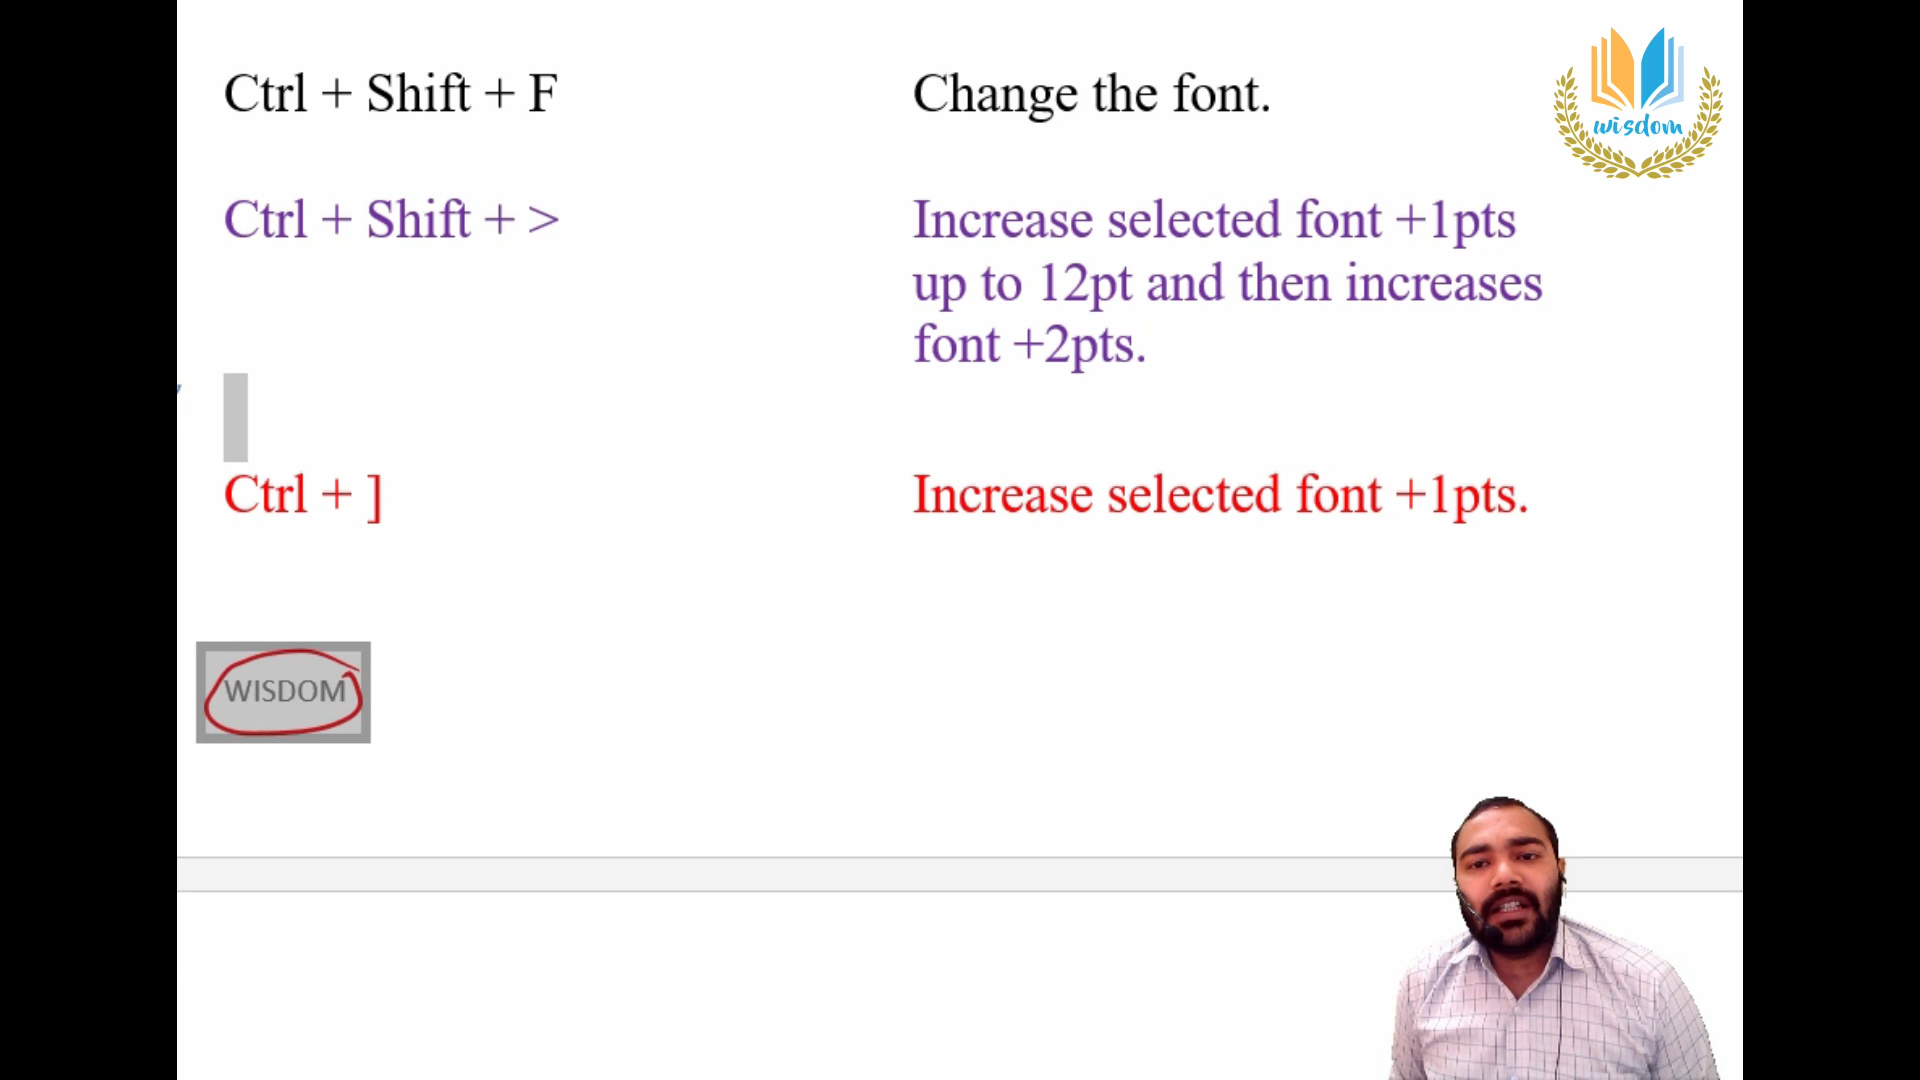 Ctrl + Shift + F
Change the font.
wisdom
Ctrl + Shift + >
Increase selected font +1pts
up to 12pt and then increases
font +2pts.
Ctrl + ]
Increase selected font +1pts.
WISDOM